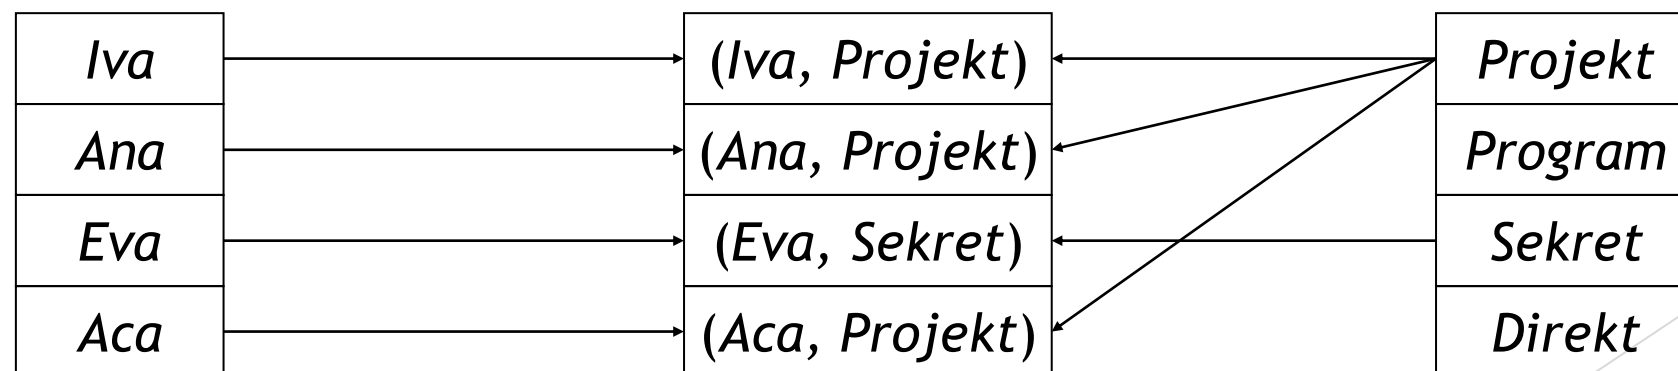 Iva (Iva, Projekt) Projekt
Ana (Ana, Projekt) Program
Eva (Eva, Sekret) Sekret
Aca (Aca, Projekt) Direkt